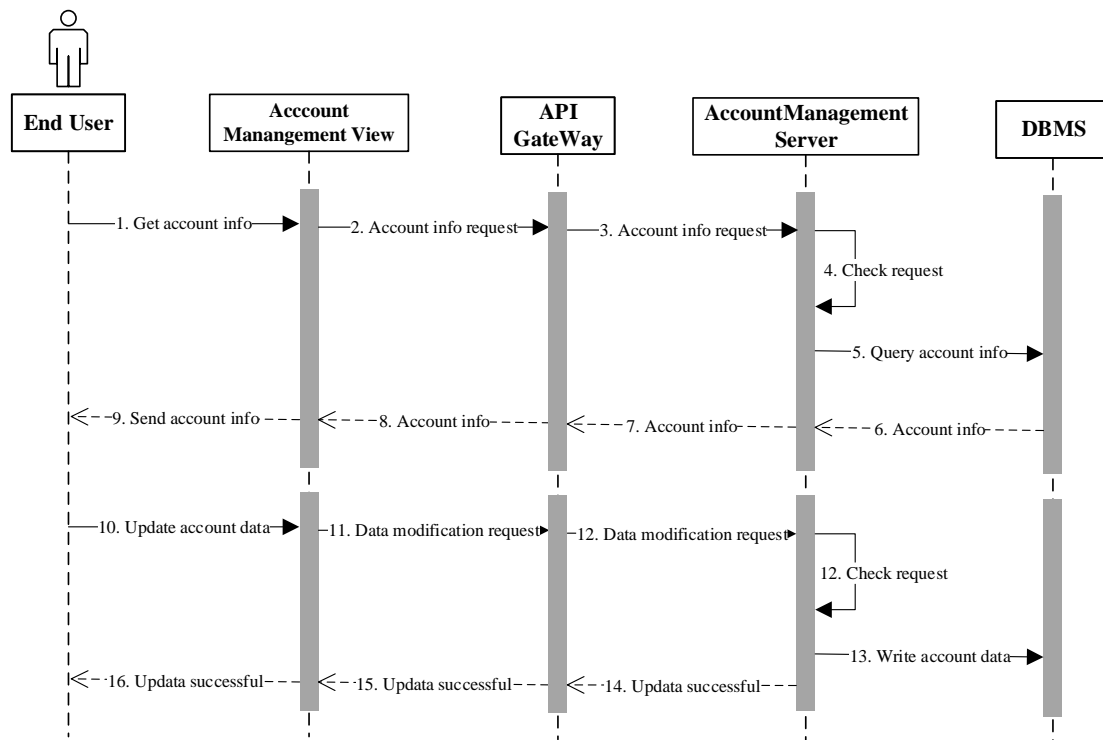 End User
Acccount
Manangement View
API
GateWay
AccountManagement
Server
DBMS
1. Get account info
2. Account info request
3. Account info request
4. Check request
5. Query account info
9. Send account info
8. Account info
7. Account info
6. Account info
10. Update account data
11. Data modification request
12. Data modification request
12. Check request
13. Write account data
16. Updata successful
15. Updata successful
14. Updata successful